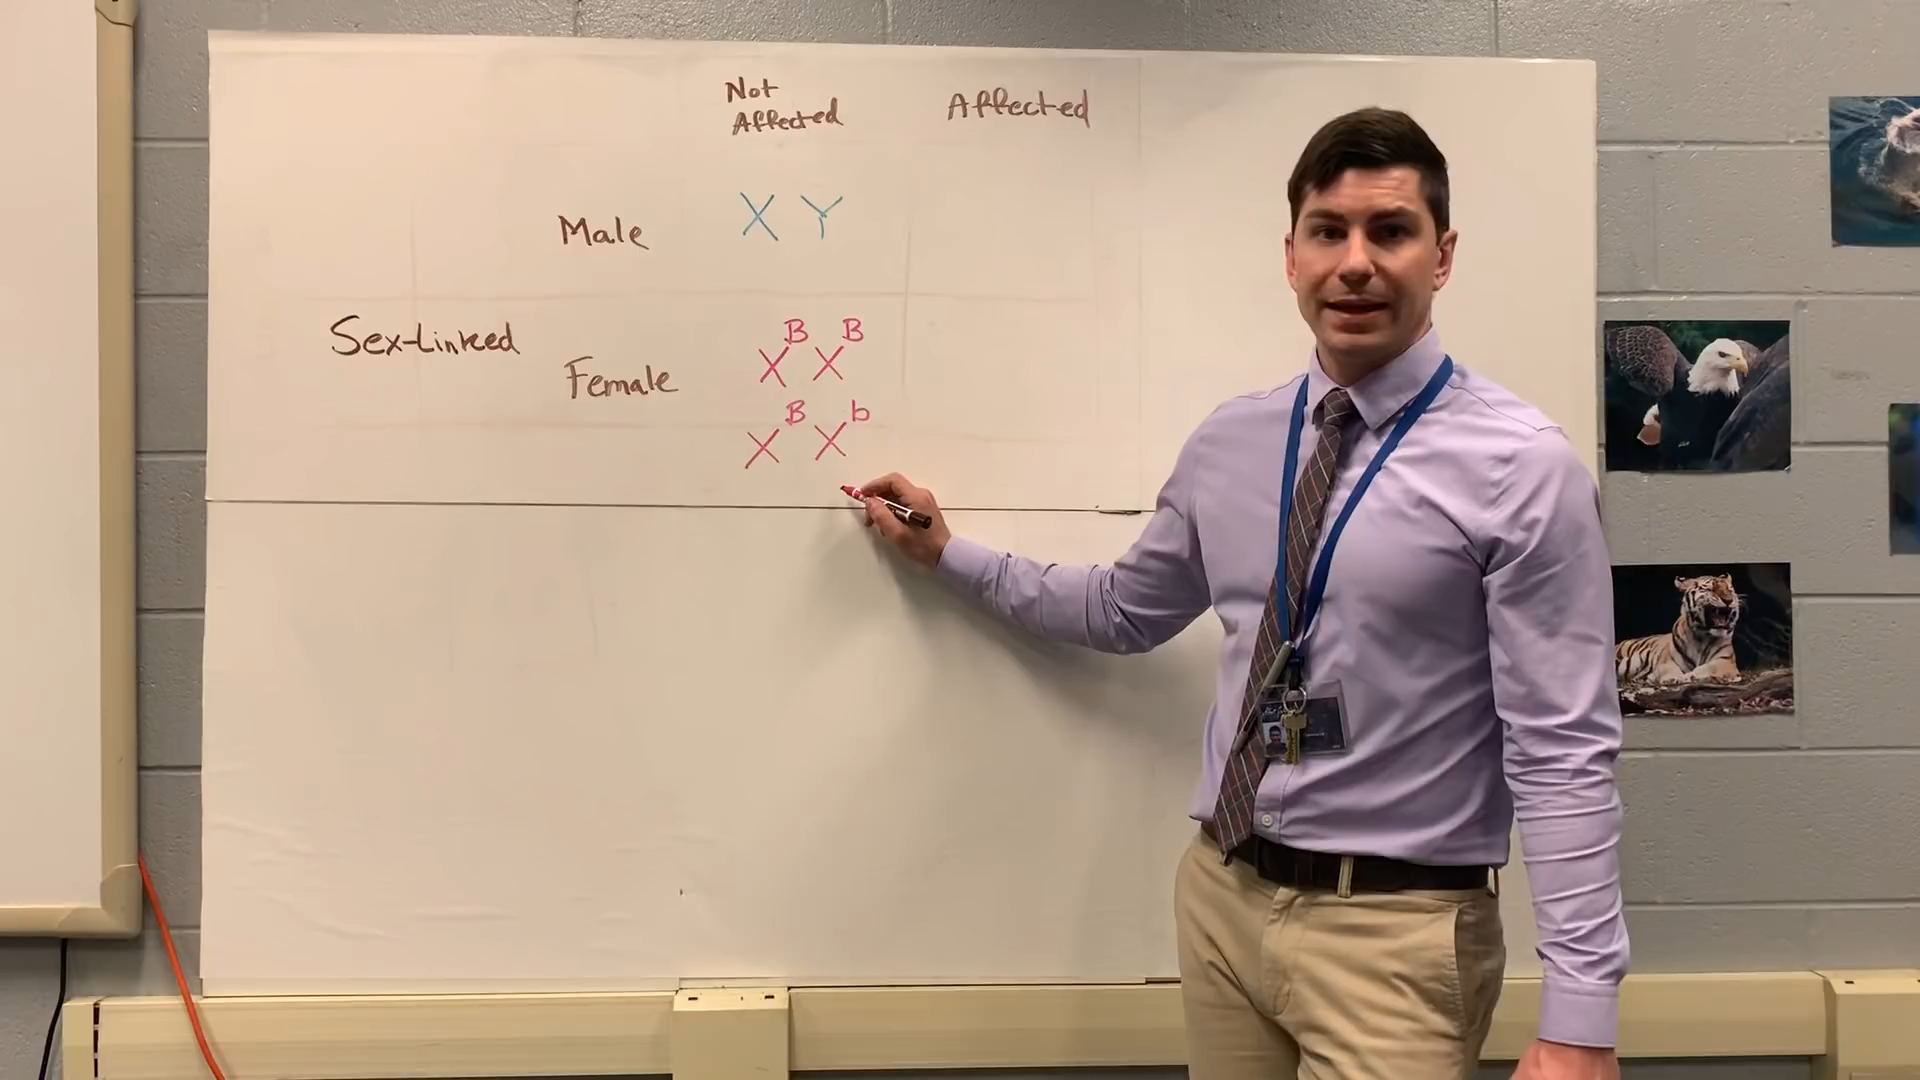 Not
Affected
Affected
Male
X Y
Sex-Linked
Female
X^B X^B
X^B X^b